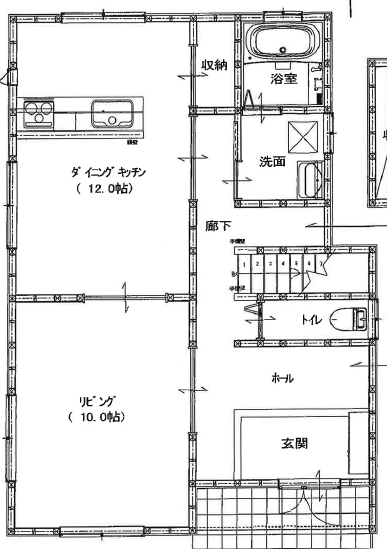 収納
浴室
洗面
ダイニングキッチン
( 12.0帖)
廊下
1 2 3 4 5 6 7
トイレ
リビング
( 10.0帖)
ホール
玄関